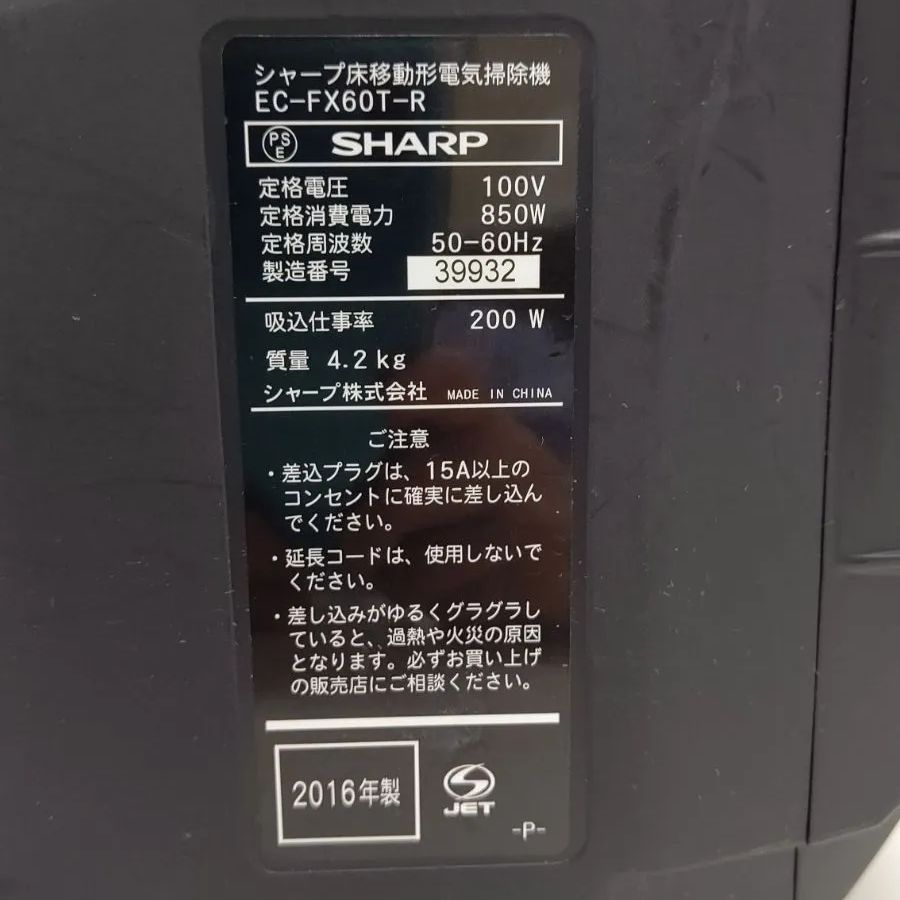 シャープ床移動形電気掃除機
EC-FX60T-R
PSE SHARP
定格電圧 100V
定格消費電力 850W
定格周波数 50-60Hz
製造番号 39932
吸込仕事率 200 W
質量 4.2kg
シャープ株式会社 MADE IN CHINA
ご注意
・差込プラグは、15A以上の
コンセントに確実に差し込ん
でください。
・延長コードは、使用しないで
ください。
・差し込みがゆるくグラグラし
ていると、過熱や火災の原因
となります。必ずお買い上げ
の販売店にご相談ください。
2016年製
JET
-P-